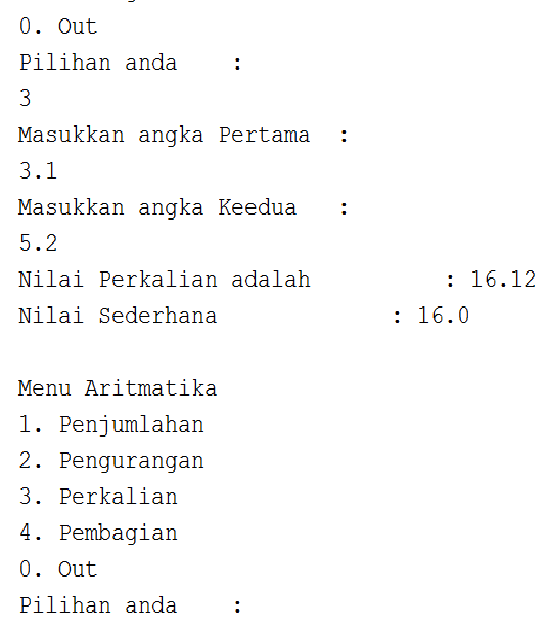 0. Out
Pilihan anda    :
3
Masukkan angka Pertama  :
3.1
Masukkan angka Keedua   :
5.2
Nilai Perkalian adalah          : 16.12
Nilai Sederhana             : 16.0

Menu Aritmatika
1. Penjumlahan
2. Pengurangan
3. Perkalian
4. Pembagian
0. Out
Pilihan anda    :